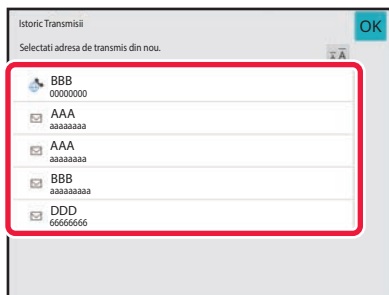 Istoric Transmisii
OK
Selectati adresa de transmis din nou.
BBB
00000000
AAA
aaaaaaaa
AAA
aaaaaaaa
BBB
aaaaaaaaa
DDD
66666666